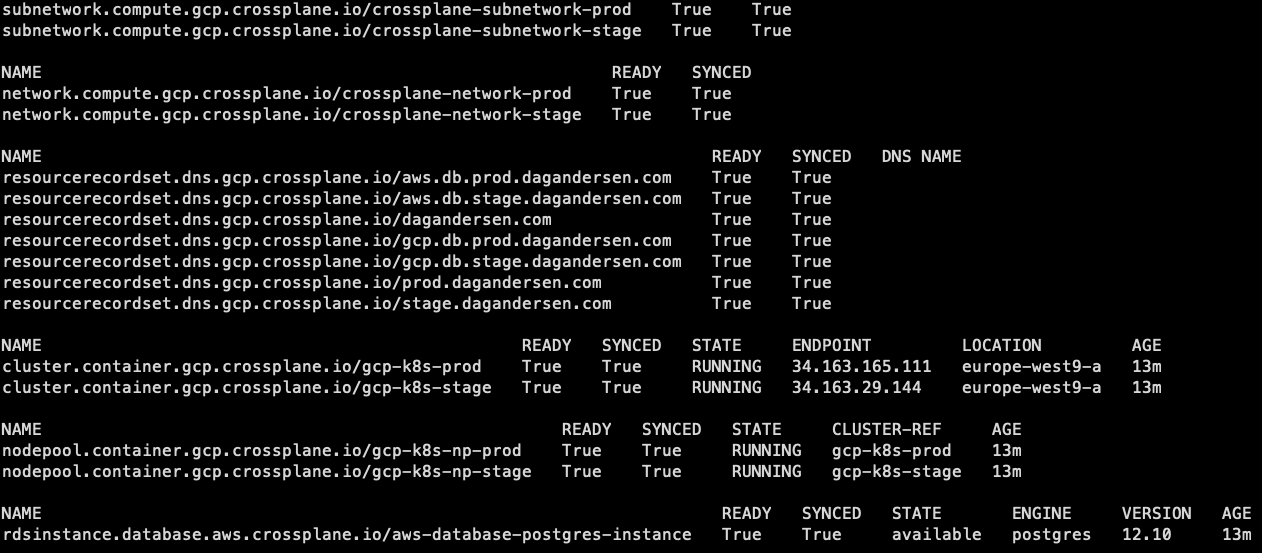 subnetwork.compute.gcp.crossplane.io/crossplane-subnetwork-prod True True
subnetwork.compute.gcp.crossplane.io/crossplane-subnetwork-stage True True
NAME READY SYNCED
network.compute.gcp.crossplane.io/crossplane-network-prod True True
network.compute.gcp.crossplane.io/crossplane-network-stage True True
NAME READY SYNCED DNS NAME
resourcerecordset.dns.gcp.crossplane.io/aws.db.prod.dagandersen.com True True
resourcerecordset.dns.gcp.crossplane.io/aws.db.stage.dagandersen.com True True
resourcerecordset.dns.gcp.crossplane.io/dagandersen.com True True
resourcerecordset.dns.gcp.crossplane.io/gcp.db.prod.dagandersen.com True True
resourcerecordset.dns.gcp.crossplane.io/gcp.db.stage.dagandersen.com True True
resourcerecordset.dns.gcp.crossplane.io/prod.dagandersen.com True True
resourcerecordset.dns.gcp.crossplane.io/stage.dagandersen.com True True
NAME READY SYNCED STATE ENDPOINT LOCATION AGE
cluster.container.gcp.crossplane.io/gcp-k8s-prod True True RUNNING 34.163.165.111 europe-west9-a 13m
cluster.container.gcp.crossplane.io/gcp-k8s-stage True True RUNNING 34.163.29.144 europe-west9-a 13m
NAME READY SYNCED STATE CLUSTER-REF AGE
nodepool.container.gcp.crossplane.io/gcp-k8s-np-prod True True RUNNING gcp-k8s-prod 13m
nodepool.container.gcp.crossplane.io/gcp-k8s-np-stage True True RUNNING gcp-k8s-stage 13m
NAME READY SYNCED STATE ENGINE VERSION AGE
rdsinstance.database.aws.crossplane.io/aws-database-postgres-instance True True available postgres 12.10 13m